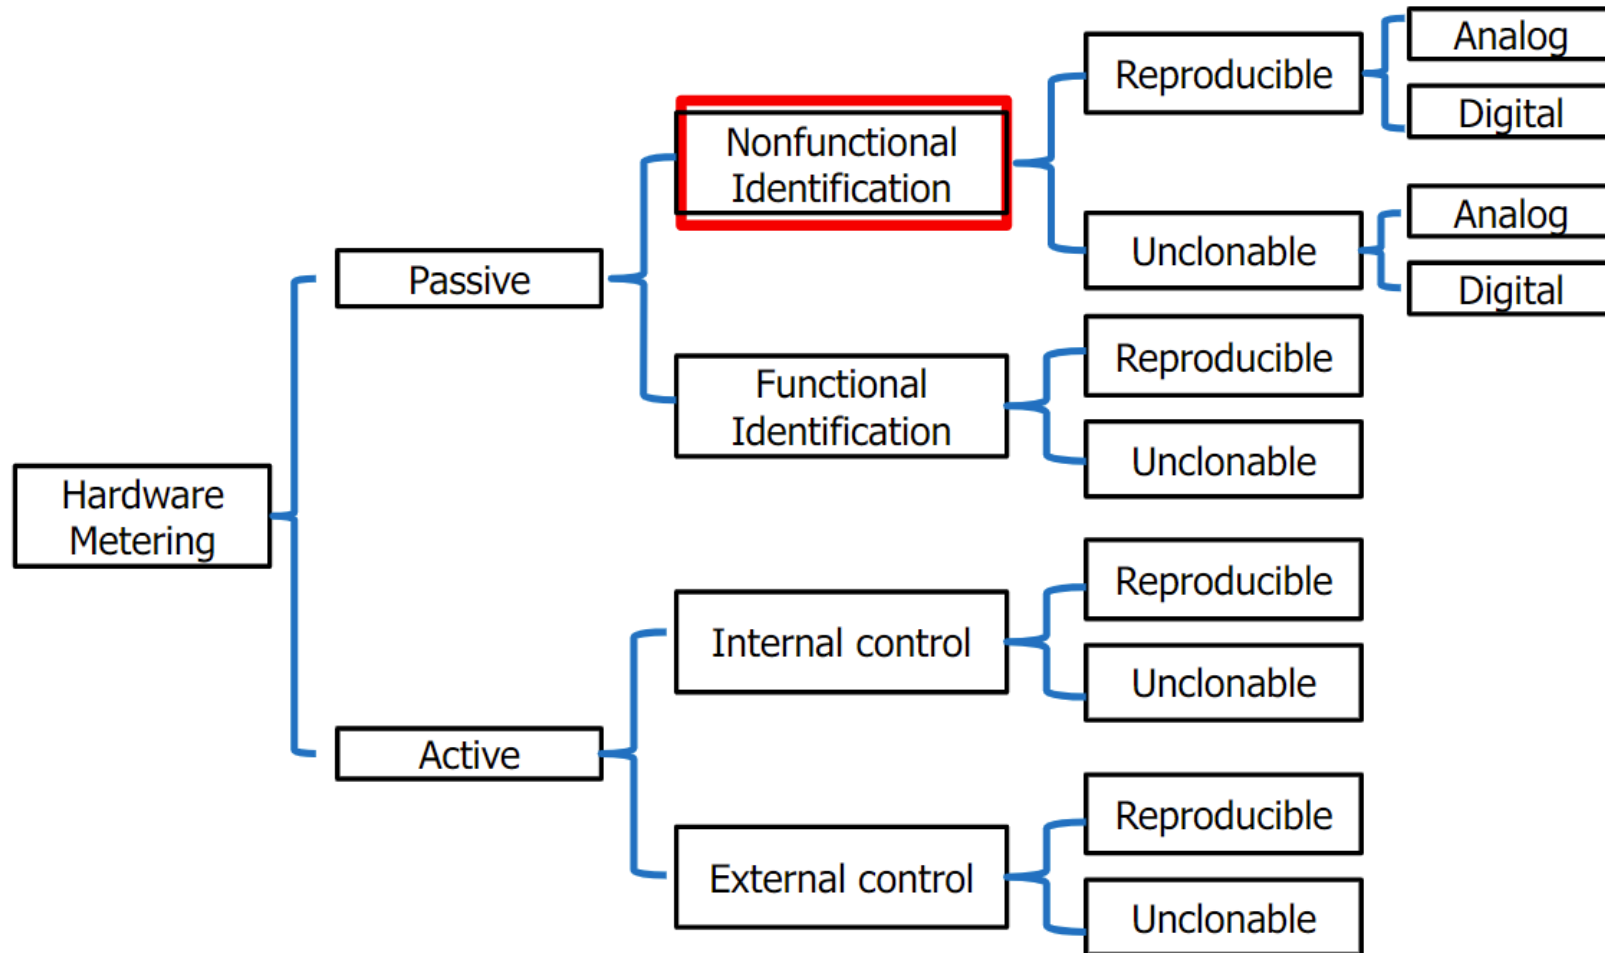 Hardware
Metering
Passive
Nonfunctional
Identification
Reproducible
Analog
Digital
Unclonable
Analog
Digital
Functional
Identification
Reproducible
Unclonable
Active
Internal control
Reproducible
Unclonable
External control
Reproducible
Unclonable